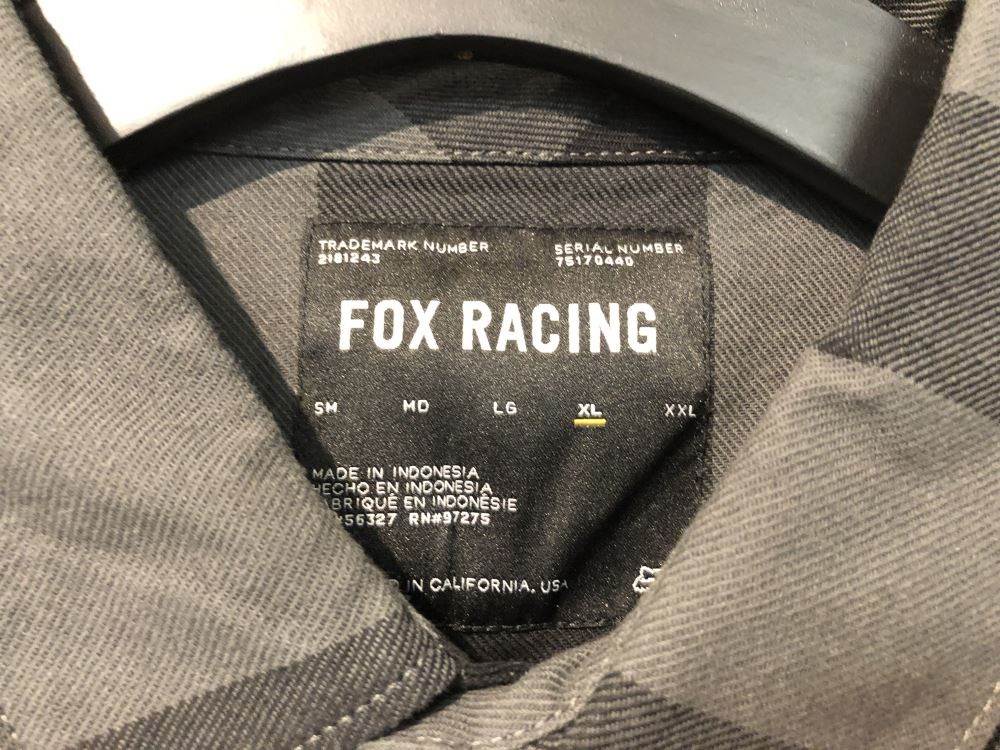 TRADEMARK NUMBER
2181243
SERIAL NUMBER
75170440
FOX RACING
SM MD LG XL XXL
MADE IN INDONESIA
HECHO EN INDONESIA
BRIQUÉ EN INDONÉSIE
56327 RN#97275
IN CALIFORNIA, USA